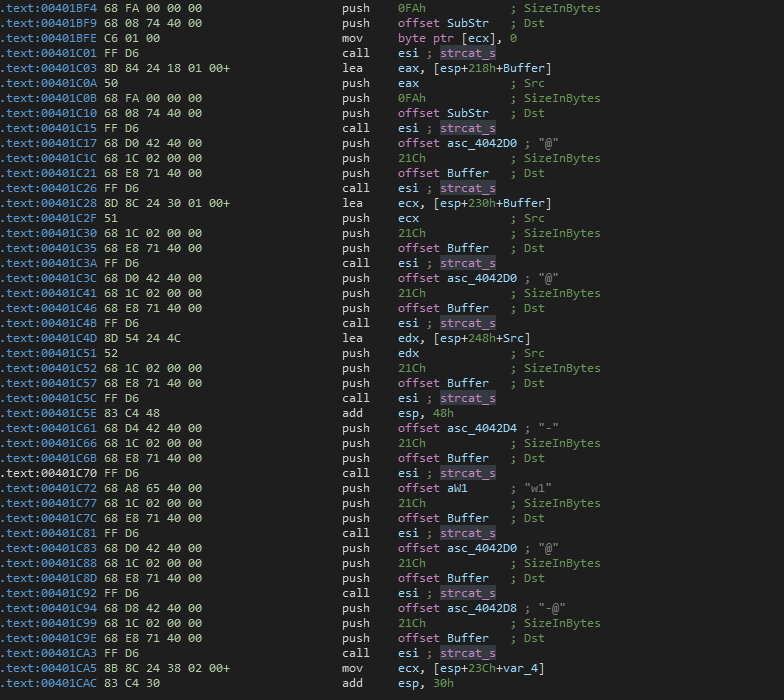 .text:00401BF4 68 FA 00 00 00 push 0FAh ; SizeInBytes
.text:00401BF9 68 08 74 40 00 push offset SubStr ; Dst
.text:00401BFE C6 01 00 mov byte ptr [ecx], 0
.text:00401C01 FF D6 call esi ; strcat_s
.text:00401C03 8D 84 24 18 01 00+ lea eax, [esp+218h+Buffer]
.text:00401C0A 50 push eax ; Src
.text:00401C0B 68 FA 00 00 00 push 0FAh ; SizeInBytes
.text:00401C10 68 08 74 40 00 push offset SubStr ; Dst
.text:00401C15 FF D6 call esi ; strcat_s
.text:00401C17 68 D0 42 40 00 push offset asc_4042D0 ; "@"
.text:00401C1C 68 1C 02 00 00 push 21Ch ; SizeInBytes
.text:00401C21 68 E8 71 40 00 push offset Buffer ; Dst
.text:00401C26 FF D6 call esi ; strcat_s
.text:00401C28 8D 8C 24 30 01 00+ lea ecx, [esp+230h+Buffer]
.text:00401C2F 51 push ecx ; Src
.text:00401C30 68 1C 02 00 00 push 21Ch ; SizeInBytes
.text:00401C35 68 E8 71 40 00 push offset Buffer ; Dst
.text:00401C3A FF D6 call esi ; strcat_s
.text:00401C3C 68 D0 42 40 00 push offset asc_4042D0 ; "@"
.text:00401C41 68 1C 02 00 00 push 21Ch ; SizeInBytes
.text:00401C46 68 E8 71 40 00 push offset Buffer ; Dst
.text:00401C4B FF D6 call esi ; strcat_s
.text:00401C4D 8D 54 24 4C lea edx, [esp+248h+Src]
.text:00401C51 52 push edx ; Src
.text:00401C52 68 1C 02 00 00 push 21Ch ; SizeInBytes
.text:00401C57 68 E8 71 40 00 push offset Buffer ; Dst
.text:00401C5C FF D6 call esi ; strcat_s
.text:00401C5E 83 C4 48 add esp, 48h
.text:00401C61 68 D4 42 40 00 push offset asc_4042D4 ; "-"
.text:00401C66 68 1C 02 00 00 push 21Ch ; SizeInBytes
.text:00401C6B 68 E8 71 40 00 push offset Buffer ; Dst
.text:00401C70 FF D6 call esi ; strcat_s
.text:00401C72 68 A8 65 40 00 push offset aW1 ; "w1"
.text:00401C77 68 1C 02 00 00 push 21Ch ; SizeInBytes
.text:00401C7C 68 E8 71 40 00 push offset Buffer ; Dst
.text:00401C81 FF D6 call esi ; strcat_s
.text:00401C83 68 D0 42 40 00 push offset asc_4042D0 ; "@"
.text:00401C88 68 1C 02 00 00 push 21Ch ; SizeInBytes
.text:00401C8D 68 E8 71 40 00 push offset Buffer ; Dst
.text:00401C92 FF D6 call esi ; strcat_s
.text:00401C94 68 D8 42 40 00 push offset asc_4042D8 ; "-@"
.text:00401C99 68 1C 02 00 00 push 21Ch ; SizeInBytes
.text:00401C9E 68 E8 71 40 00 push offset Buffer ; Dst
.text:00401CA3 FF D6 call esi ; strcat_s
.text:00401CA5 8B 8C 24 38 02 00+ mov ecx, [esp+23Ch+var_4]
.text:00401CAC 83 C4 30 add esp, 30h